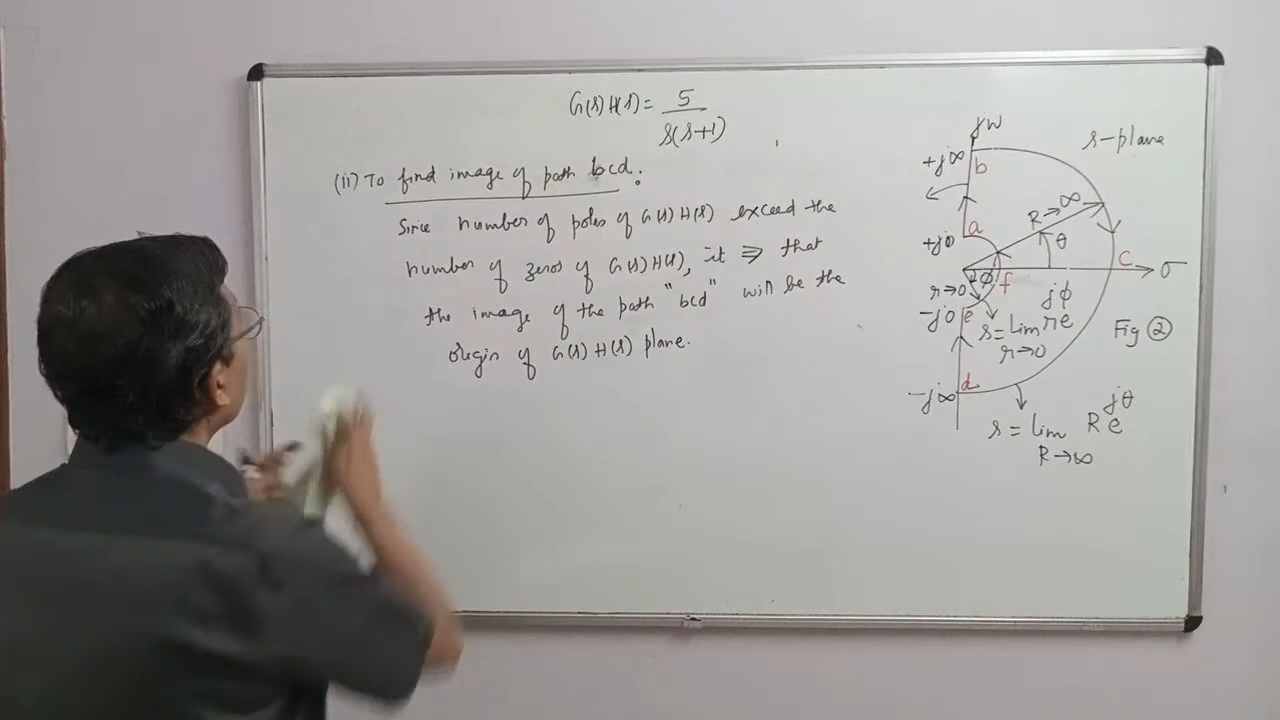 G(s)H(s) = 5
s(s+1)
(ii) To find image of path bcd:
Since number of poles of G(s)H(s) exceed the
number of zeros of G(s)H(s), it ⇒ that
the image of the path "bcd" will be the
origin of G(s)H(s) plane.
jw
s-plane
+j∞
b
R→∞
a
+j0
θ
c
σ
ϕ
f
r→0
-j0
e
s = lim re^jϕ
r→0
Fig ②
d
-j∞
s = lim R e^jθ
R→∞